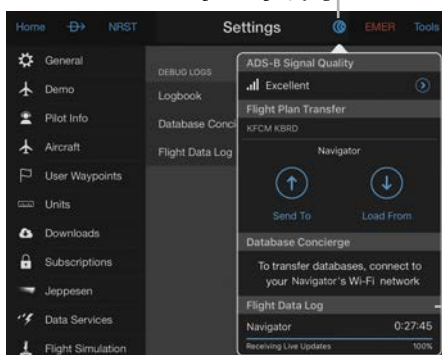 Home NRST Settings EMER Tools
General
Demo
Pilot Info
Aircraft
User Waypoints
Units
Downloads
Subscriptions
Jeppesen
Data Services
Flight Simulation
DEBUG LOGS
Logbook
Database Conci
Flight Data Log
ADS-B Signal Quality
Excellent
Flight Plan Transfer
KFCM KBRD
Navigator
Send To Load From
Database Concierge
To transfer databases, connect to
your Navigator's Wi-Fi network
Flight Data Log
Navigator 0:27:45
Receiving Live Updates 100%